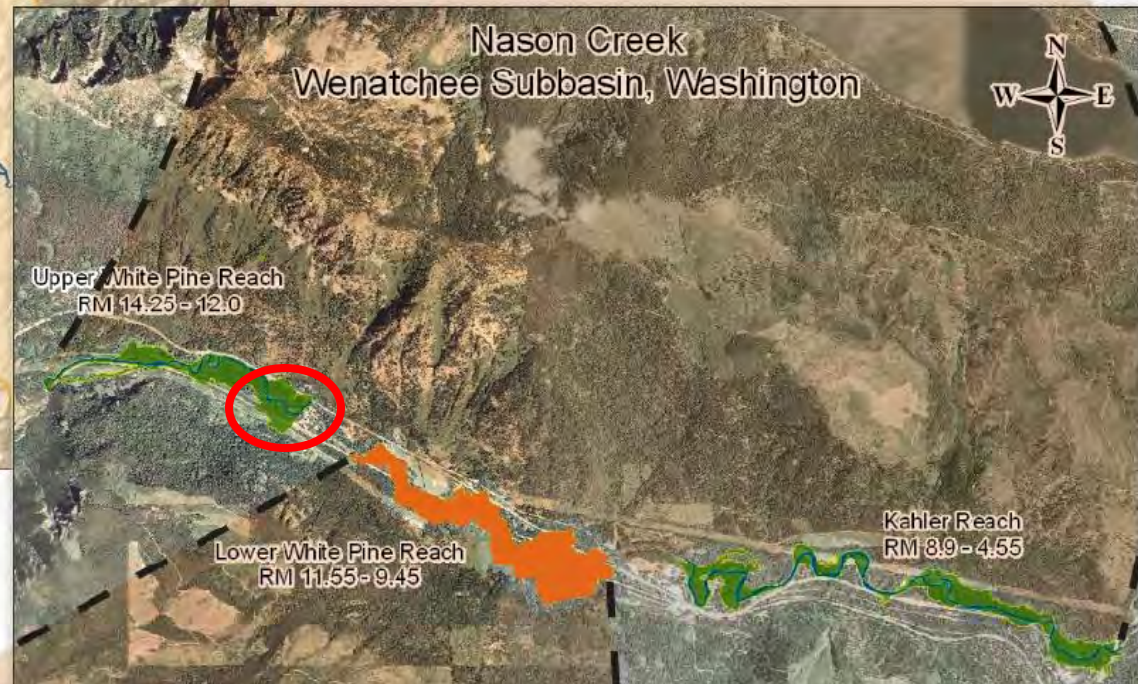 Nason Creek
Wenatchee Subbasin, Washington
N
W E
S
Upper White Pine Reach
RM 14.25 - 12.0
Lower White Pine Reach
RM 11.55 - 9.45
Kahler Reach
RM 8.9 - 4.55